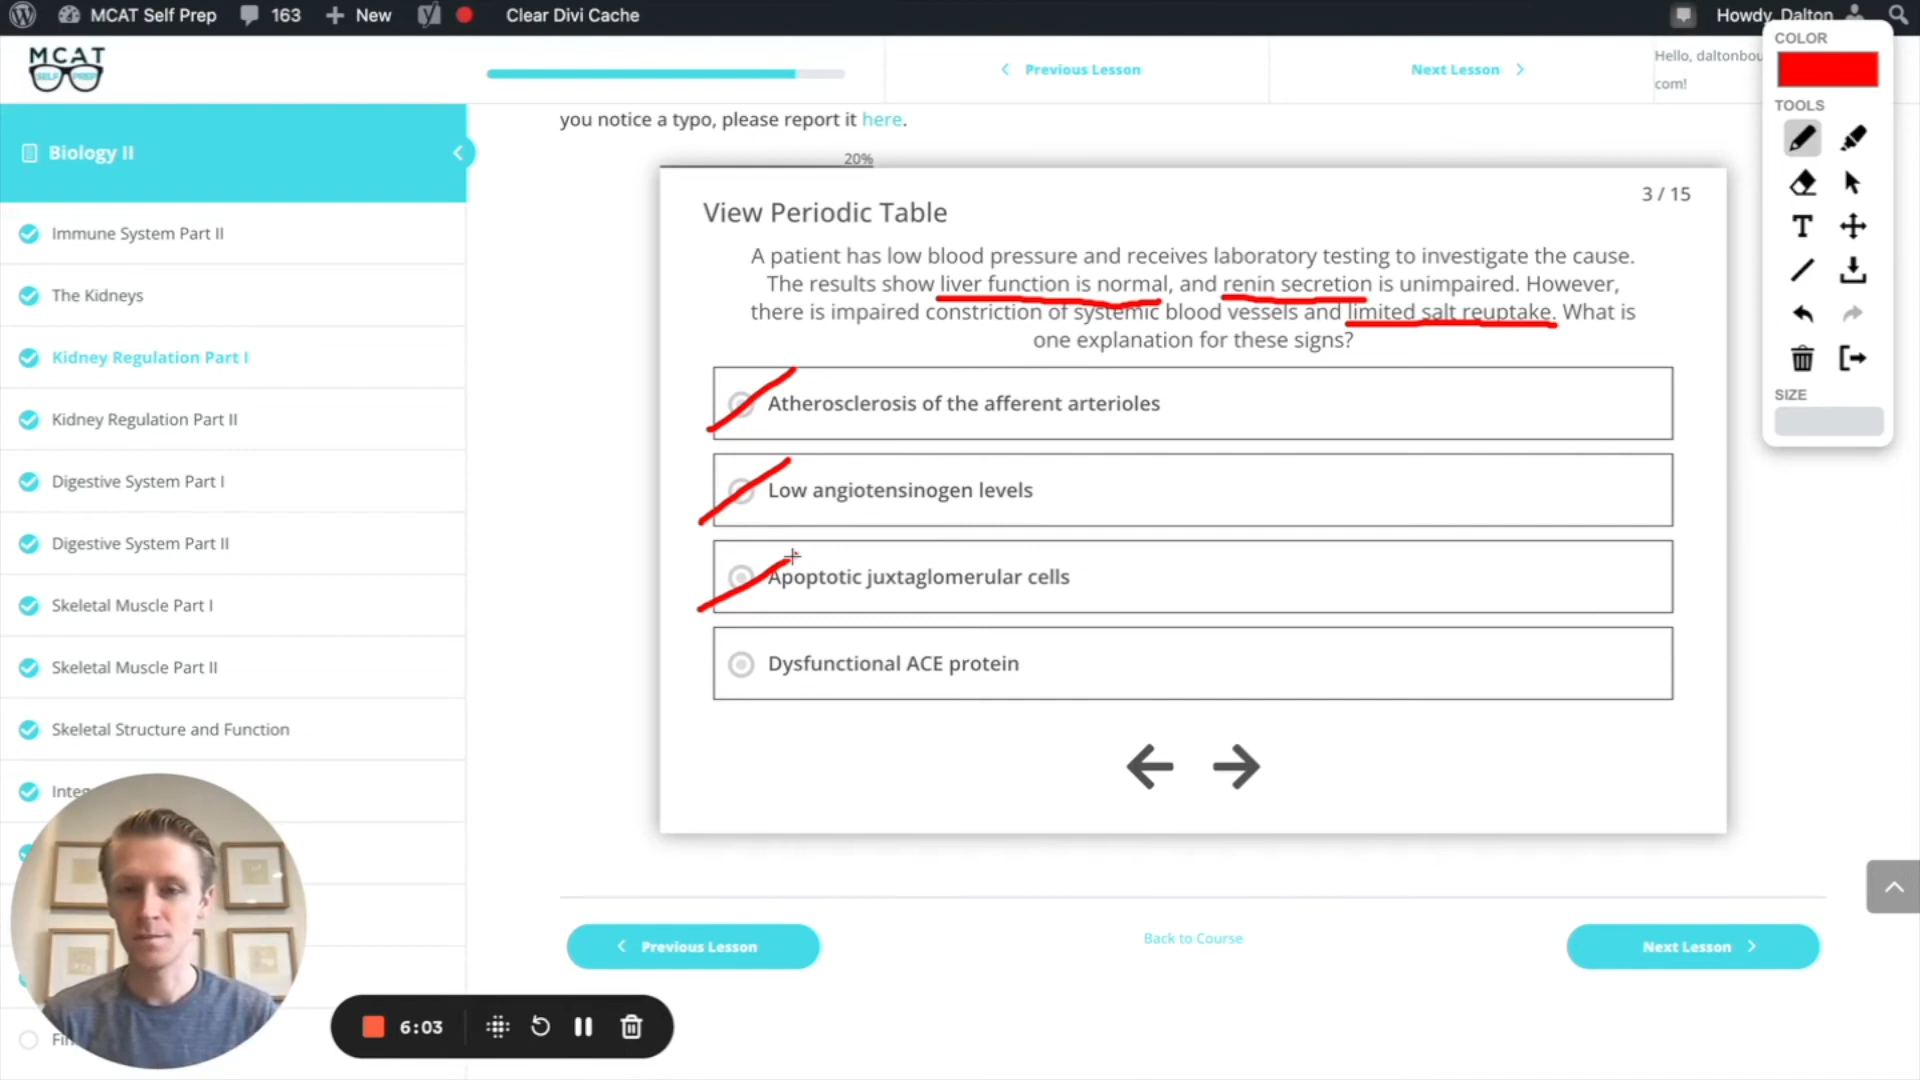 MCAT Self Prep
163
New
Clear Divi Cache
Howdy, Dalton
MCAT
SELF PREP
Previous Lesson
Next Lesson
Hello, daltonbou
com!
COLOR
TOOLS
SIZE
Biology II
Immune System Part II
The Kidneys
Kidney Regulation Part I
Kidney Regulation Part II
Digestive System Part I
Digestive System Part II
Skeletal Muscle Part I
Skeletal Muscle Part II
Skeletal Structure and Function
you notice a typo, please report it here.
20%
3 / 15
View Periodic Table
A patient has low blood pressure and receives laboratory testing to investigate the cause.
The results show liver function is normal, and renin secretion is unimpaired. However,
there is impaired constriction of systemic blood vessels and limited salt reuptake. What is
one explanation for these signs?
Atherosclerosis of the afferent arterioles
Low angiotensinogen levels
Apoptotic juxtaglomerular cells
Dysfunctional ACE protein
Previous Lesson
Back to Course
Next Lesson
6:03